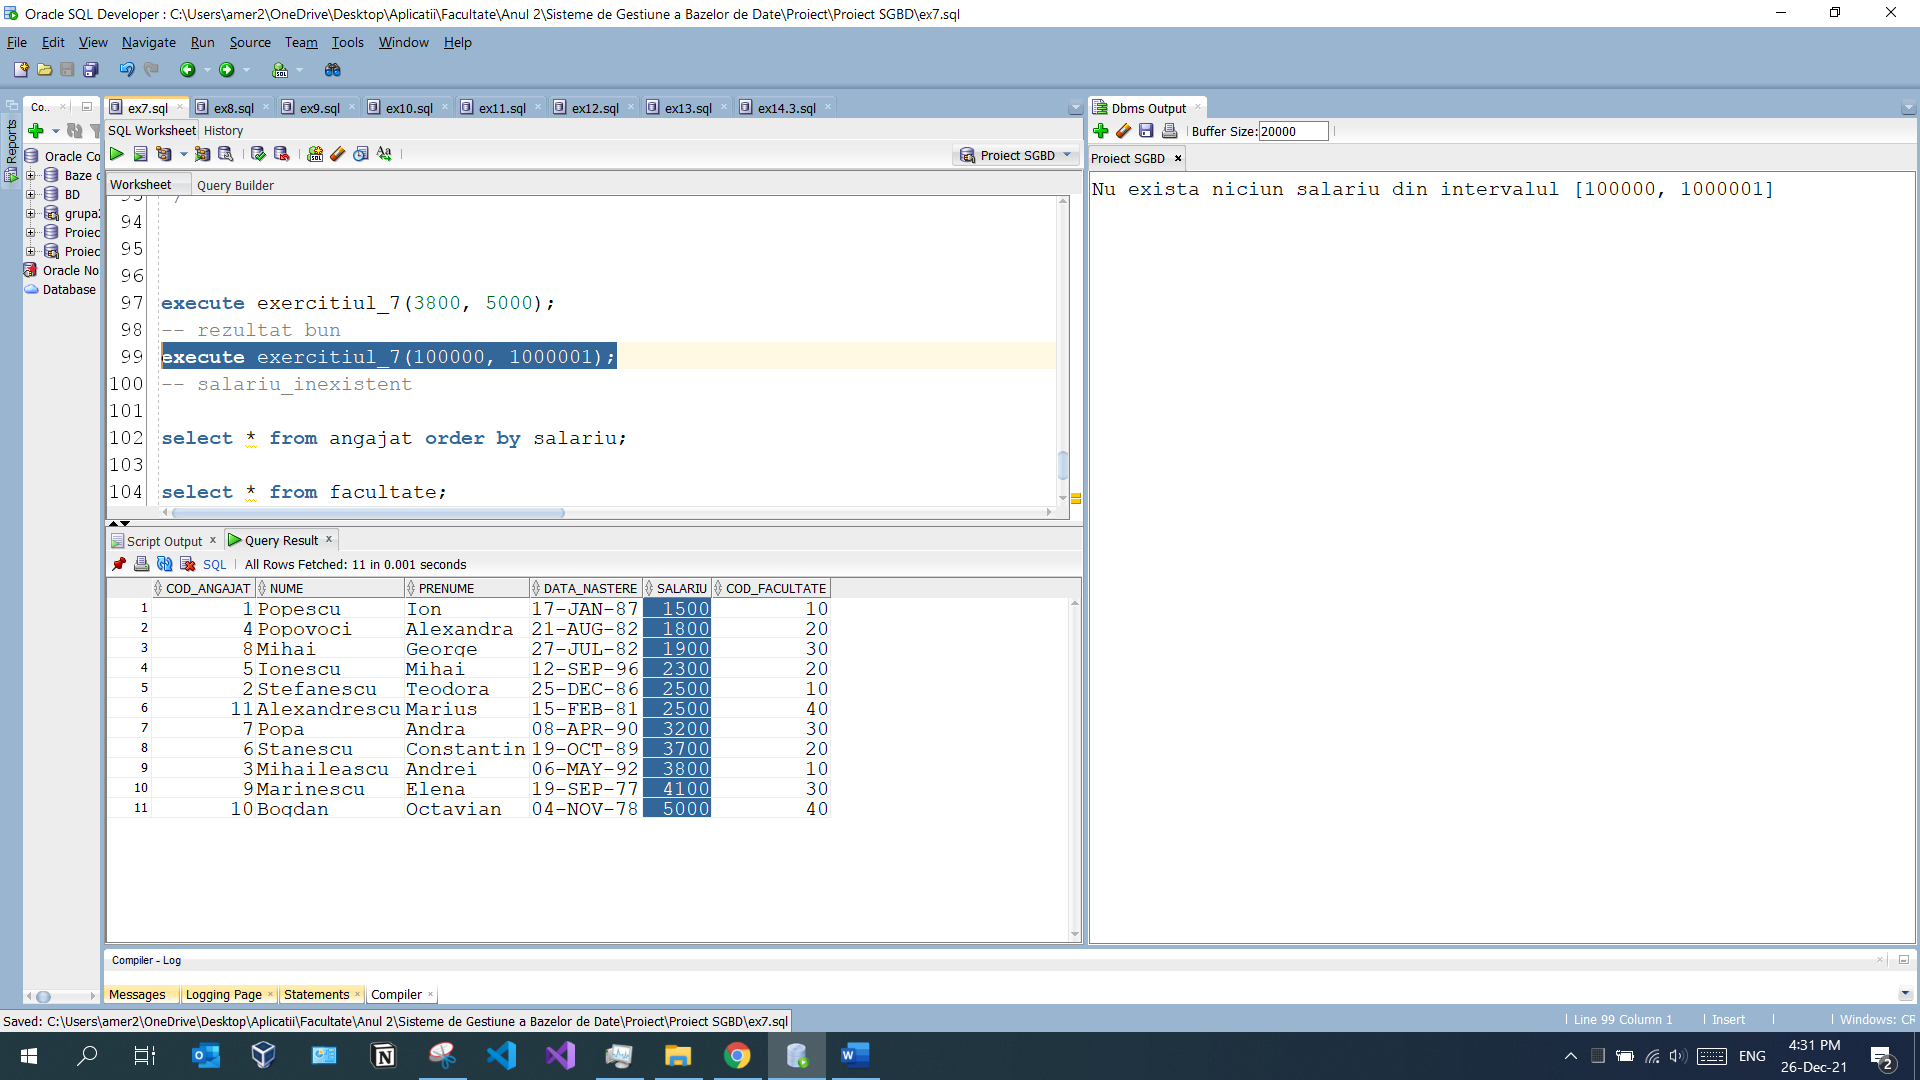 Oracle SQL Developer : C:\Users\amer2\OneDrive\Desktop\Aplicatii\Facultate\Anul 2\Sisteme de Gestiune a Bazelor de Date\Proiect\Proiect SGBD\ex7.sql
File Edit View Navigate Run Source Team Tools Window Help
Co..
Reports
Oracle Co
Baze
BD
grupa2
Proiec
Proiec
Oracle No
Database
ex7.sql ex8.sql ex9.sql ex10.sql ex11.sql ex12.sql ex13.sql ex14.3.sql
SQL Worksheet History
Proiect SGBD
Worksheet Query Builder
93 /
94
95
96
97 execute exercitiul_7(3800, 5000);
98 -- rezultat bun
99 execute exercitiul_7(100000, 1000001);
100 -- salariu_inexistent
101
102 select * from angajat order by salariu;
103
104 select * from facultate;
Script Output Query Result
SQL | All Rows Fetched: 11 in 0.001 seconds
COD_ANGAJAT NUME PRENUME DATA_NASTERE SALARIU COD_FACULTATE
1 1 Popescu Ion 17-JAN-87 1500 10
2 4 Popovoci Alexandra 21-AUG-82 1800 20
3 8 Mihai George 27-JUL-82 1900 30
4 5 Ionescu Mihai 12-SEP-96 2300 20
5 2 Stefanescu Teodora 25-DEC-86 2500 10
6 11 Alexandrescu Marius 15-FEB-81 2500 40
7 7 Popa Andra 08-APR-90 3200 30
8 6 Stanescu Constantin 19-OCT-89 3700 20
9 3 Mihaileascu Andrei 06-MAY-92 3800 10
10 9 Marinescu Elena 19-SEP-77 4100 30
11 10 Bogdan Octavian 04-NOV-78 5000 40
Dbms Output
Buffer Size: 20000
Proiect SGBD
Nu exista niciun salariu din intervalul [100000, 1000001]
Compiler - Log
Messages Logging Page Statements Compiler
Saved: C:\Users\amer2\OneDrive\Desktop\Aplicatii\Facultate\Anul 2\Sisteme de Gestiune a Bazelor de Date\Proiect\Proiect SGBD\ex7.sql
Line 99 Column 1 Insert Windows: CR
ENG
4:31 PM
26-Dec-21
2